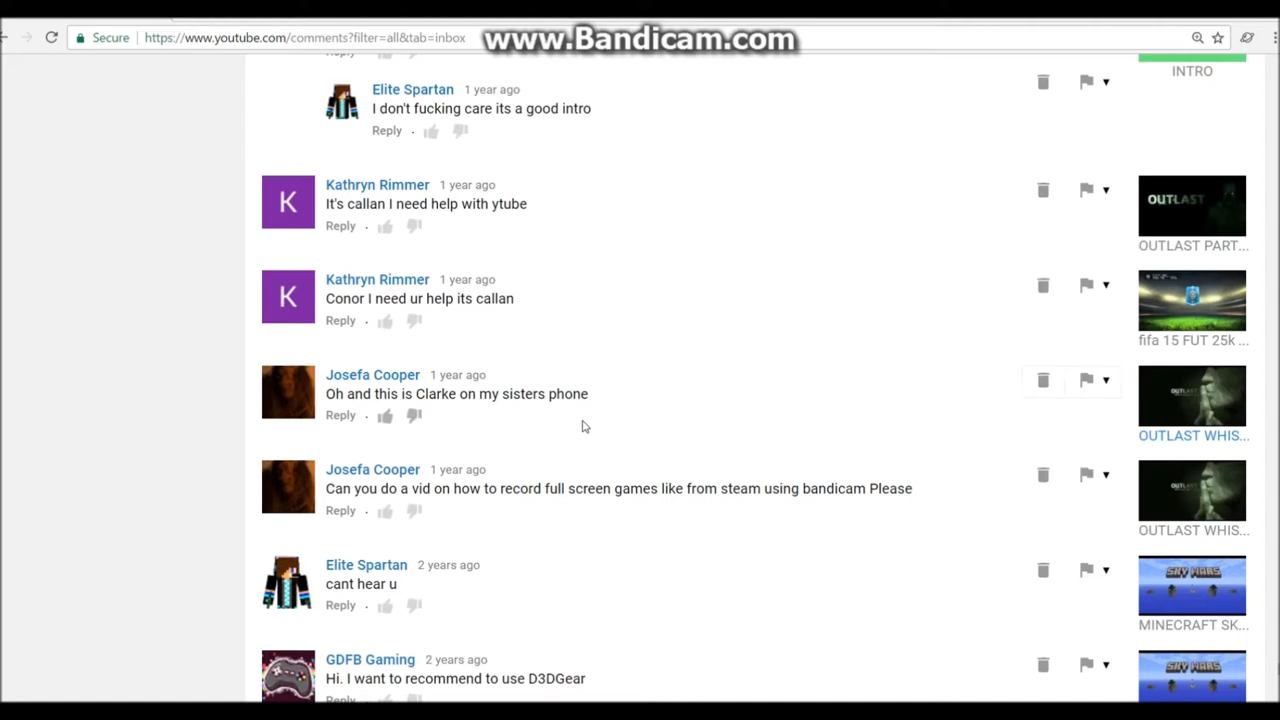 Secure https://www.youtube.com/comments?filter=all&tab=inbox
www.Bandicam.com
INTRO
Elite Spartan 1 year ago
I don't fucking care its a good intro
Reply
Kathryn Rimmer 1 year ago
It's callan I need help with ytube
Reply
OUTLAST
OUTLAST PART...
Kathryn Rimmer 1 year ago
Conor I need ur help its callan
Reply
fifa 15 FUT 25k ...
Josefa Cooper 1 year ago
Oh and this is Clarke on my sisters phone
Reply
OUTLAST
OUTLAST WHIS...
Josefa Cooper 1 year ago
Can you do a vid on how to record full screen games like from steam using bandicam Please
Reply
OUTLAST
OUTLAST WHIS...
Elite Spartan 2 years ago
cant hear u
Reply
SKY WARS
MINECRAFT SK...
GDFB Gaming 2 years ago
Hi. I want to recommend to use D3DGear
Reply
SKY WARS